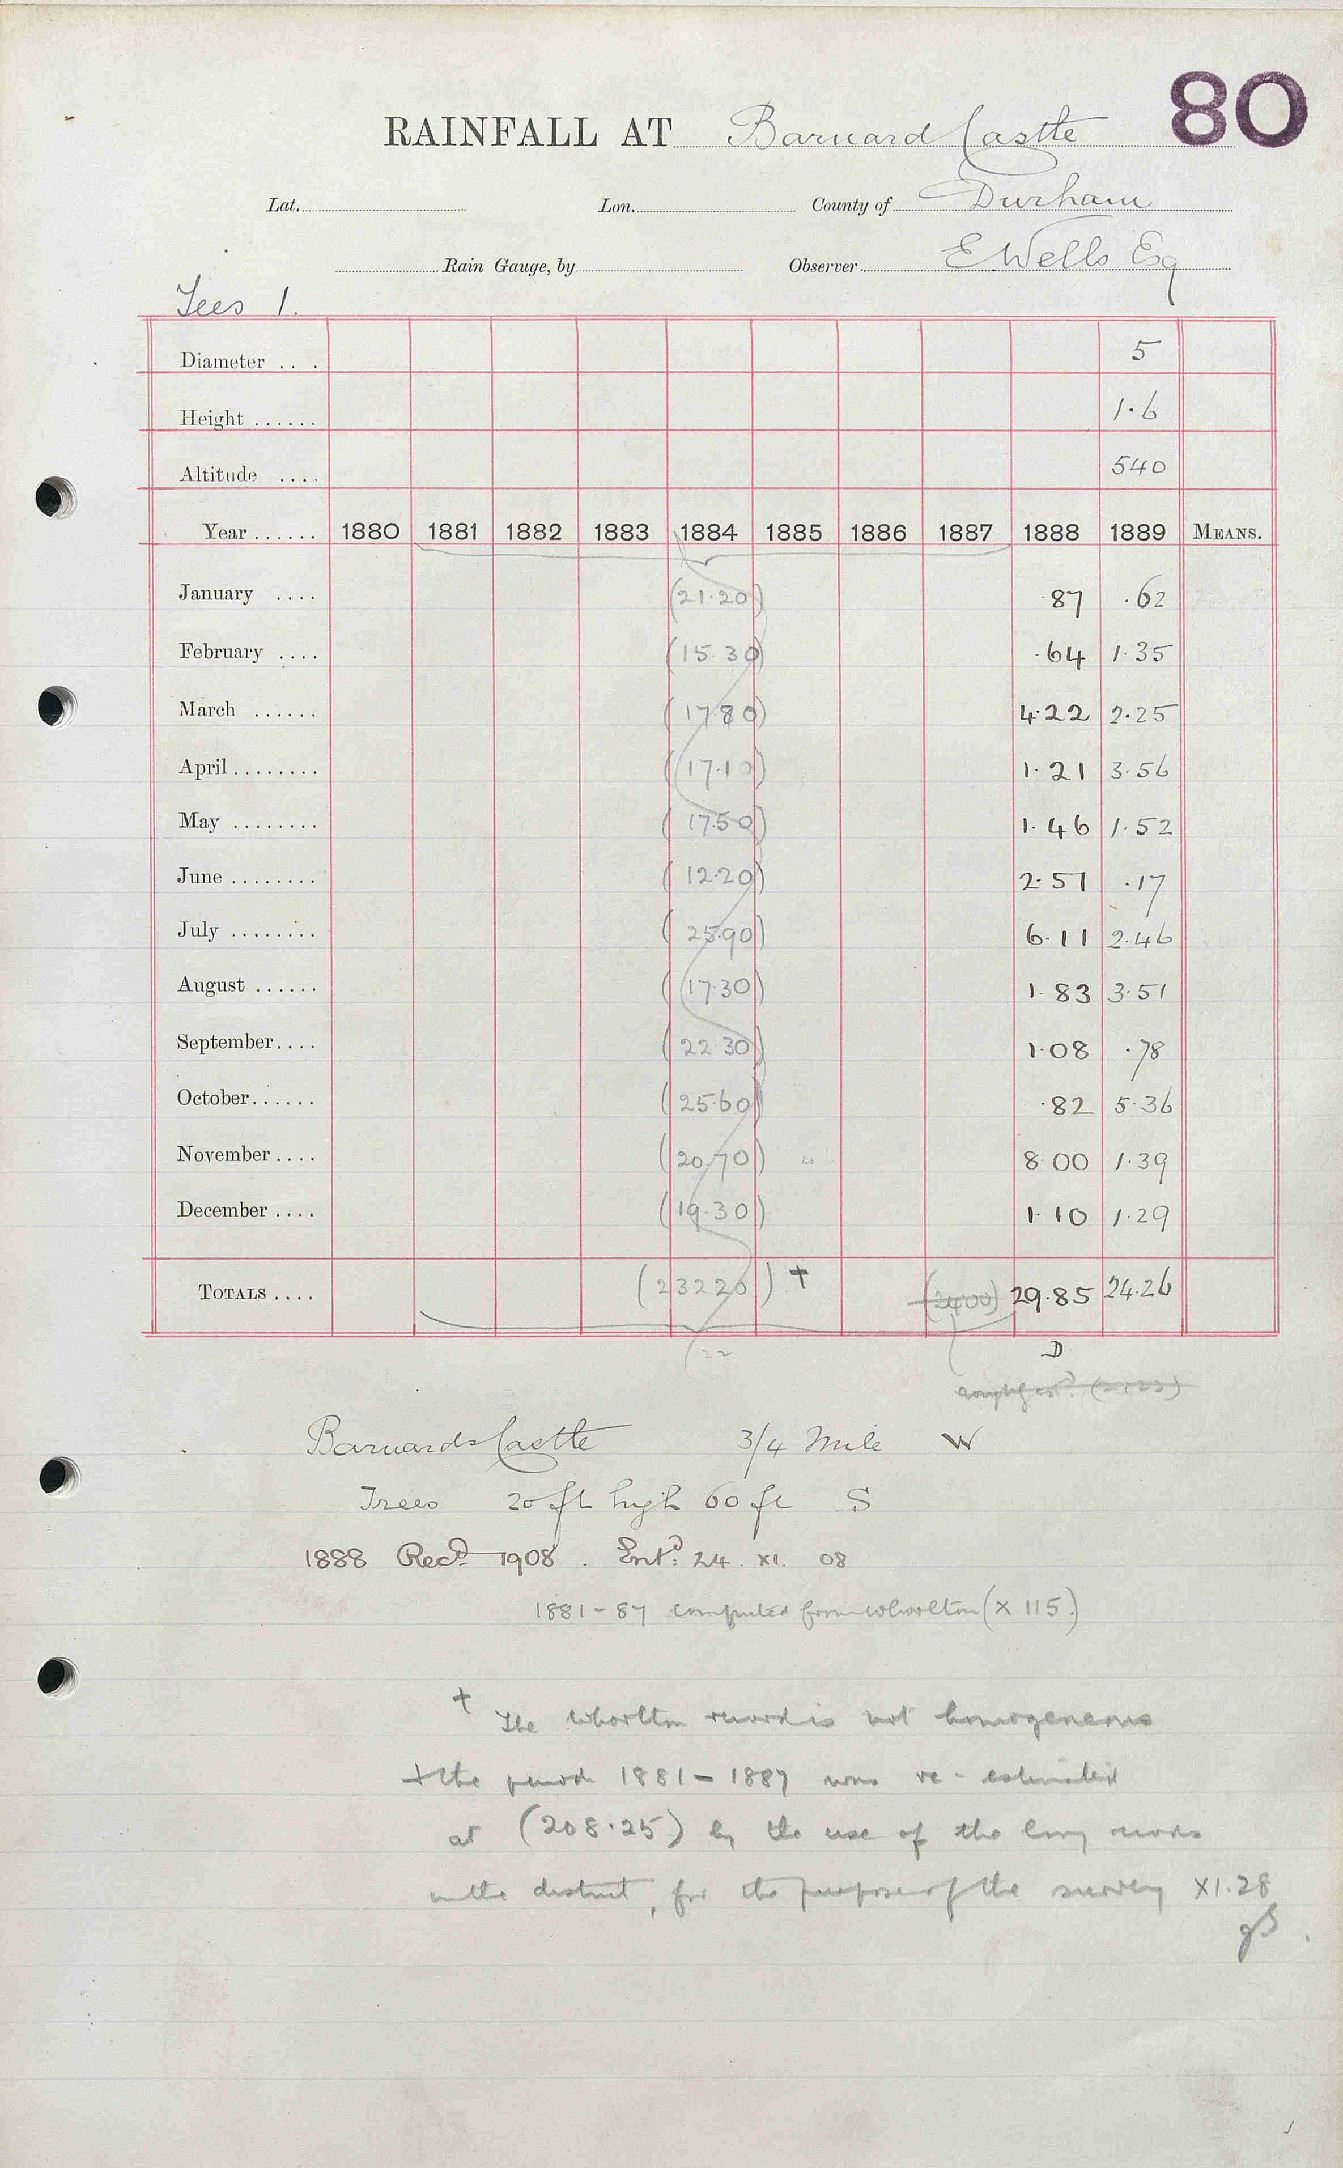 80
RAINFALL AT Barnard Castle
Lat. Lon. County of Durham
Rain Gauge, by Observer E Wells Esq
Tees 1.
Diameter .... 5
Height ...... 1.6
Altitude .... 540
Year ...... 1880 1881 1882 1883 1884 1885 1886 1887 1888 1889 MEANS.
January .... (21.20) .87 .62
February .... (15.30) .64 1.35
March ...... (17.80) 4.22 2.25
April ........ (17.10) 1.21 3.56
May ........ (17.50) 1.46 1.52
June ........ (12.20) 2.51 .17
July ........ (25.90) 6.11 2.46
August ...... (17.30) 1.83 3.51
September .... (22.30) 1.08 .78
October ...... (25.60) .82 5.36
November .... (20.70) 8.00 1.39
December .... (19.30) 1.10 1.29
TOTALS .... (232.20) † (24.00) 29.85 24.26
(22 D
Barnards Castle 3/4 Mile W
Trees 20 ft high 60 ft S
1888 Recd. 1908. Entd. 24. XI. 08
1881-87 computed from Whorlton (x 115)
† The Whorlton record is not homogeneous
+ the period 1881-1887 was re-estimated
at (208.25) by the use of the long records
in the district, for the purpose of the survey XI.28